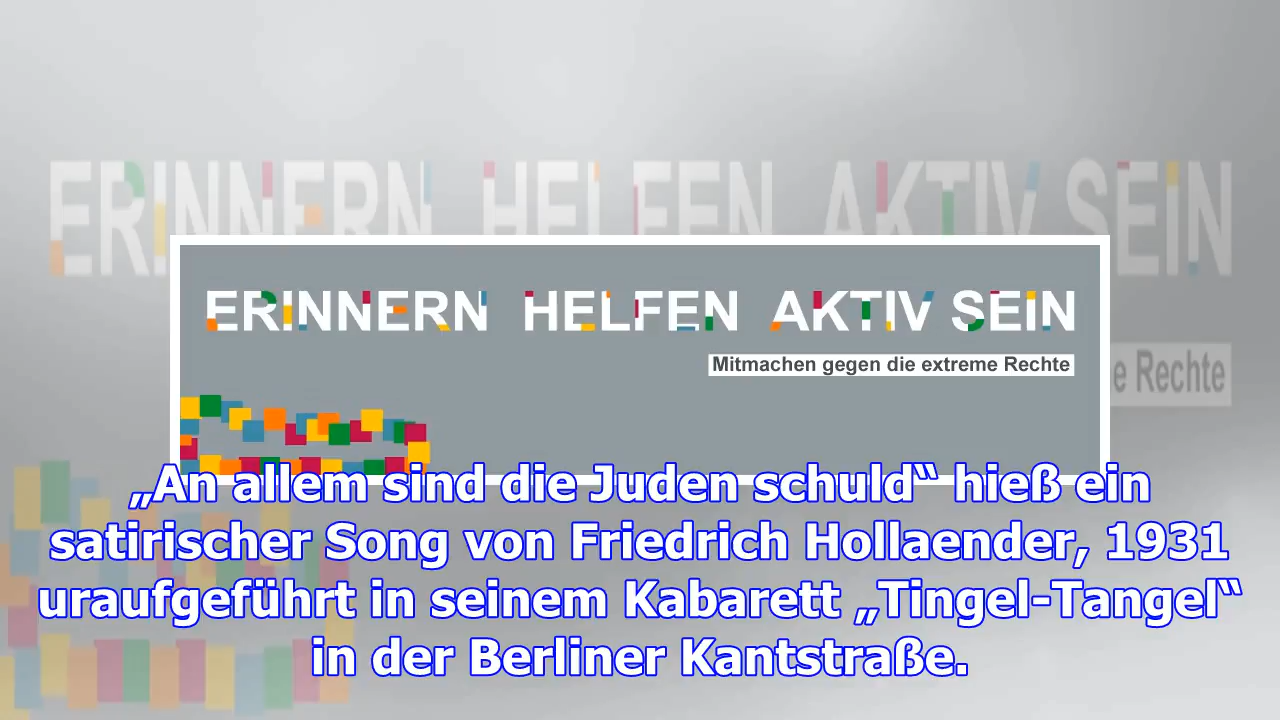 ERINNERN HELFEN AKTIV SEIN
e Rechte
ERINNERN HELFEN AKTIV SEIN
Mitmachen gegen die extreme Rechte
„An allem sind die Juden schuld“ hieß ein
satirischer Song von Friedrich Hollaender, 1931
uraufgeführt in seinem Kabarett „Tingel-Tangel“
in der Berliner Kantstraße.